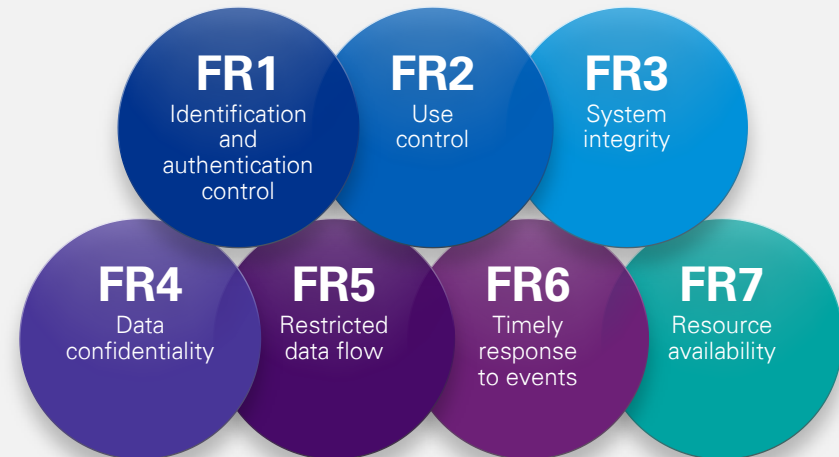 FR1
Identification
and
authentication
control
FR2
Use
control
FR3
System
integrity
FR4
Data
confidentiality
FR5
Restricted
data flow
FR6
Timely
response
to events
FR7
Resource
availability